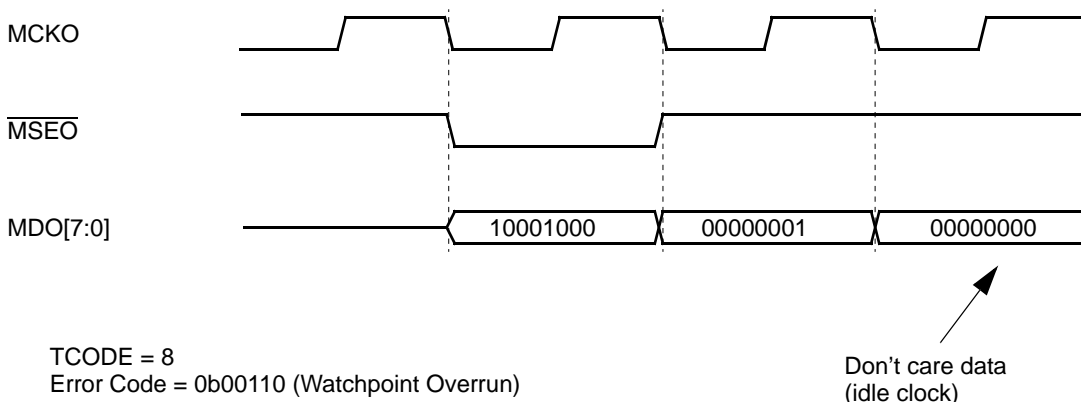 MCKO
MSEO
MDO[7:0]
10001000 00000001 00000000
TCODE = 8
Error Code = 0b00110 (Watchpoint Overrun)
Don't care data
(idle clock)